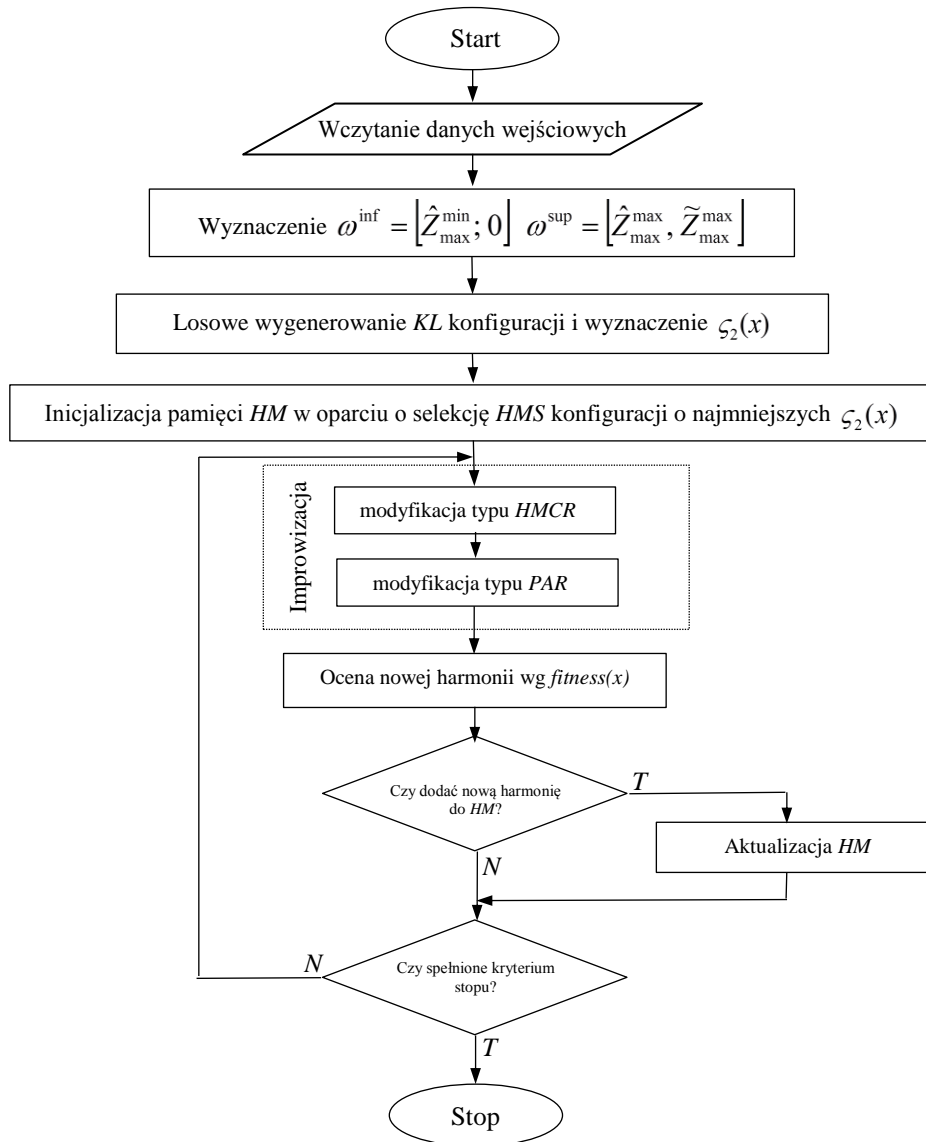 Start
Wczytanie danych wejściowych
Wyznaczenie ω^inf = ⌊Ẑ^min_max; 0⌋ ω^sup = ⌊Ẑ^max_max, Z̃^max_max⌋
Losowe wygenerowanie KL konfiguracji i wyznaczenie ς₂(x)
Inicjalizacja pamięci HM w oparciu o selekcję HMS konfiguracji o najmniejszych ς₂(x)
Improwizacja
modyfikacja typu HMCR
modyfikacja typu PAR
Ocena nowej harmonii wg fitness(x)
Czy dodać nową harmonię
do HM?
T
Aktualizacja HM
N
Czy spełnione kryterium
stopu?
N
T
Stop